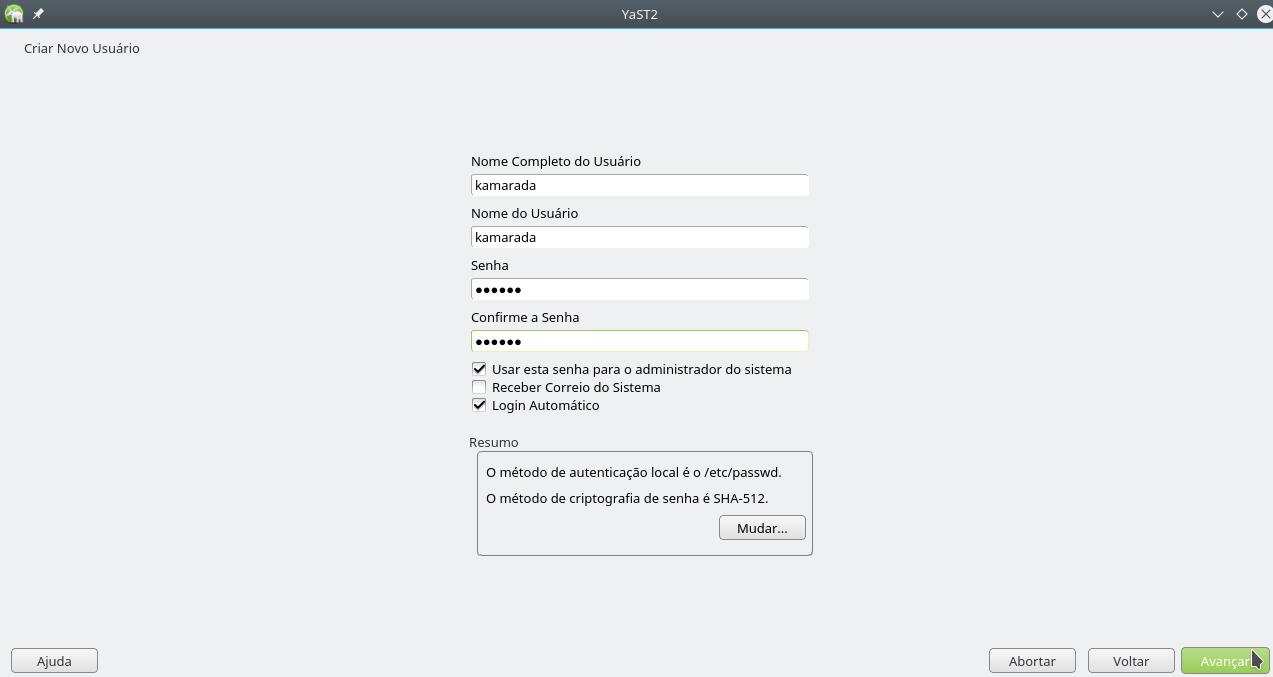 YaST2
Criar Novo Usuário
Nome Completo do Usuário
kamarada
Nome do Usuário
kamarada
Senha
●●●●●●
Confirme a Senha
●●●●●●
Usar esta senha para o administrador do sistema
Receber Correio do Sistema
Login Automático
Resumo
O método de autenticação local é o /etc/passwd.
O método de criptografia de senha é SHA-512.
Mudar...
Ajuda
Abortar
Voltar
Avançar